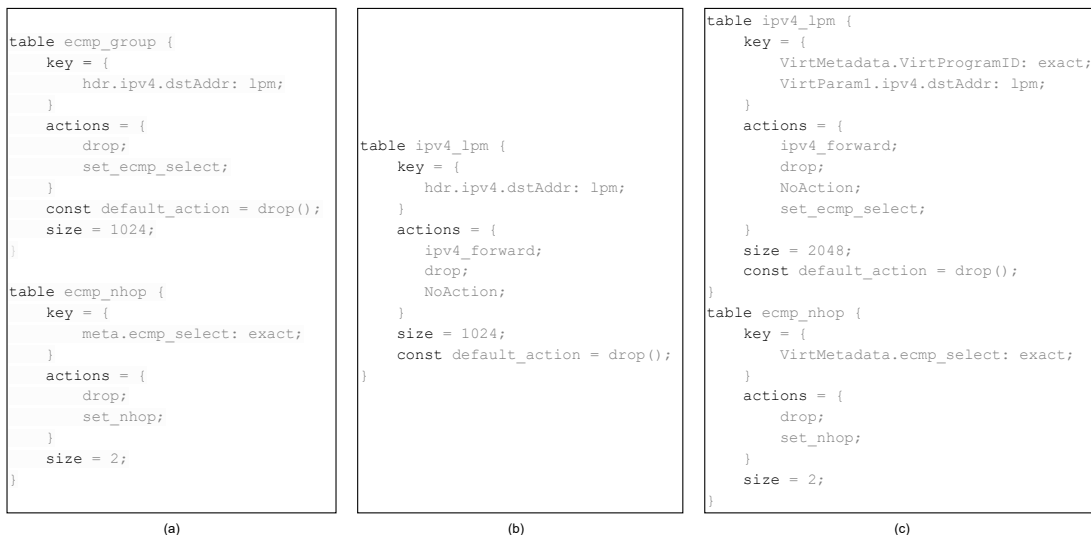 table ecmp_group {
    key = {
        hdr.ipv4.dstAddr: lpm;
    }
    actions = {
        drop;
        set_ecmp_select;
    }
    const default_action = drop();
    size = 1024;
}
table ecmp_nhop {
    key = {
        meta.ecmp_select: exact;
    }
    actions = {
        drop;
        set_nhop;
    }
    size = 2;
}
(a)
table ipv4_lpm {
    key = {
        hdr.ipv4.dstAddr: lpm;
    }
    actions = {
        ipv4_forward;
        drop;
        NoAction;
    }
    size = 1024;
    const default_action = drop();
}
(b)
table ipv4_lpm {
    key = {
        VirtMetadata.VirtProgramID: exact;
        VirtParam1.ipv4.dstAddr: lpm;
    }
    actions = {
        ipv4_forward;
        drop;
        NoAction;
        set_ecmp_select;
    }
    size = 2048;
    const default_action = drop();
}
table ecmp_nhop {
    key = {
        VirtMetadata.ecmp_select: exact;
    }
    actions = {
        drop;
        set_nhop;
    }
    size = 2;
}
(c)